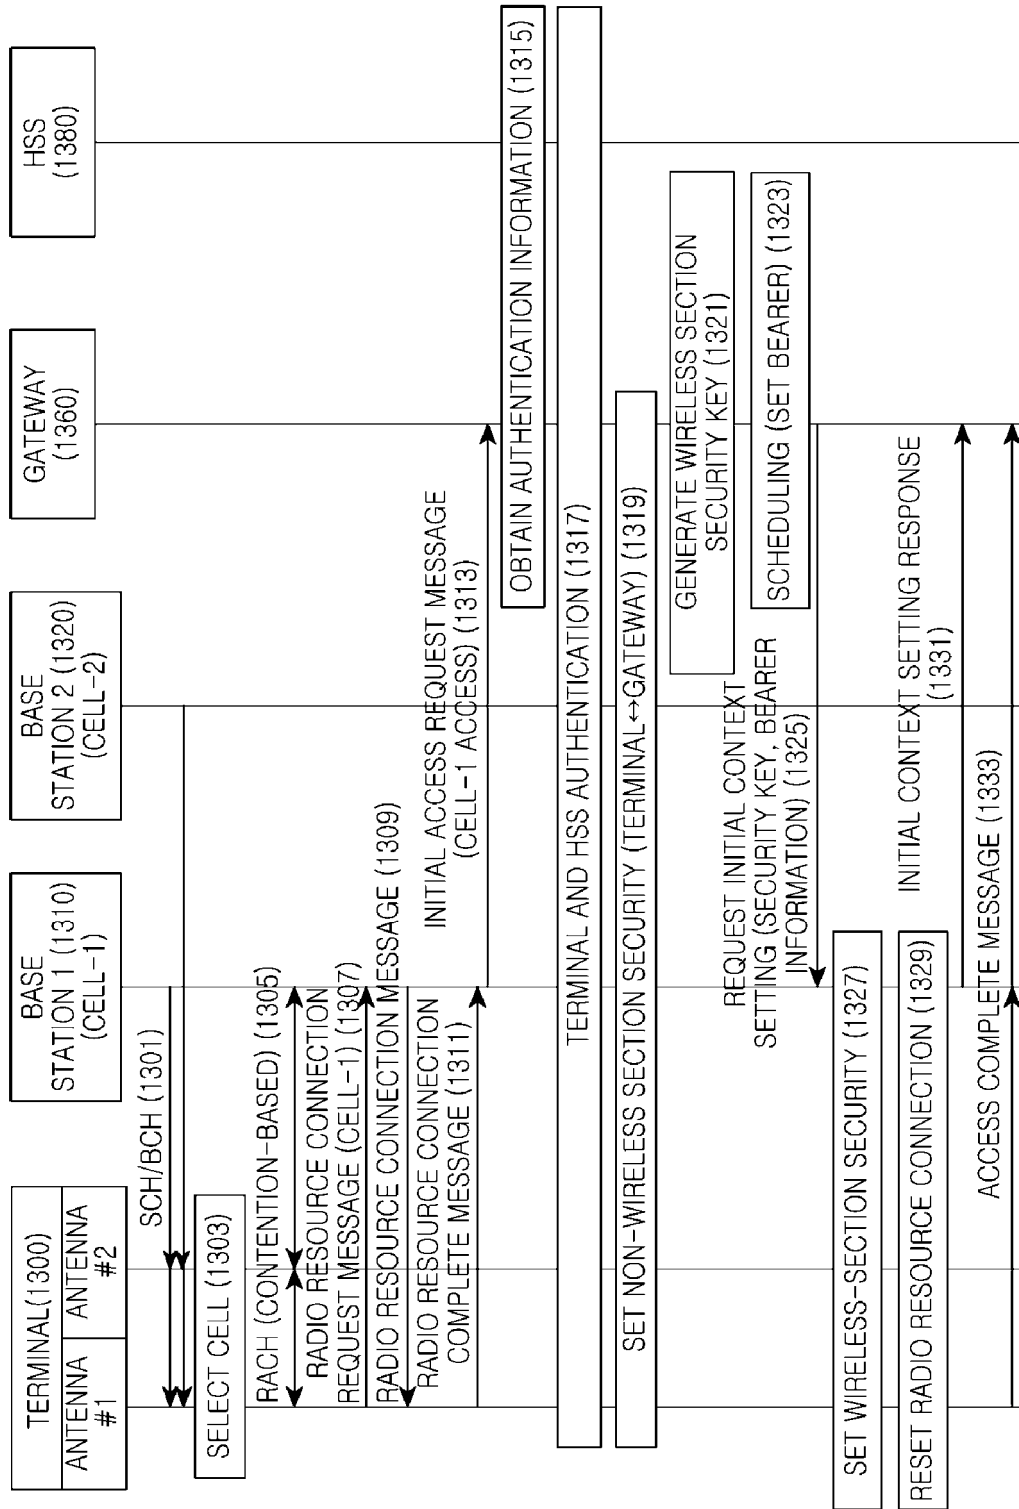 TERMINAL(1300)
ANTENNA
#1
ANTENNA
#2
BASE
STATION 1 (1310)
(CELL-1)
BASE
STATION 2 (1320)
(CELL-2)
GATEWAY
(1360)
HSS
(1380)
SCH/BCH (1301)
SELECT CELL (1303)
RACH (CONTENTION-BASED) (1305)
RADIO RESOURCE CONNECTION
REQUEST MESSAGE (CELL-1) (1307)
RADIO RESOURCE CONNECTION MESSAGE (1309)
RADIO RESOURCE CONNECTION
COMPLETE MESSAGE (1311)
INITIAL ACCESS REQUEST MESSAGE
(CELL-1 ACCESS) (1313)
OBTAIN AUTHENTICATION INFORMATION (1315)
TERMINAL AND HSS AUTHENTICATION (1317)
SET NON-WIRELESS SECTION SECURITY (TERMINAL↔GATEWAY) (1319)
GENERATE WIRELESS SECTION
SECURITY KEY (1321)
SCHEDULING (SET BEARER) (1323)
REQUEST INITIAL CONTEXT
SETTING (SECURITY KEY, BEARER
INFORMATION) (1325)
SET WIRELESS-SECTION SECURITY (1327)
RESET RADIO RESOURCE CONNECTION (1329)
INITIAL CONTEXT SETTING RESPONSE
(1331)
ACCESS COMPLETE MESSAGE (1333)